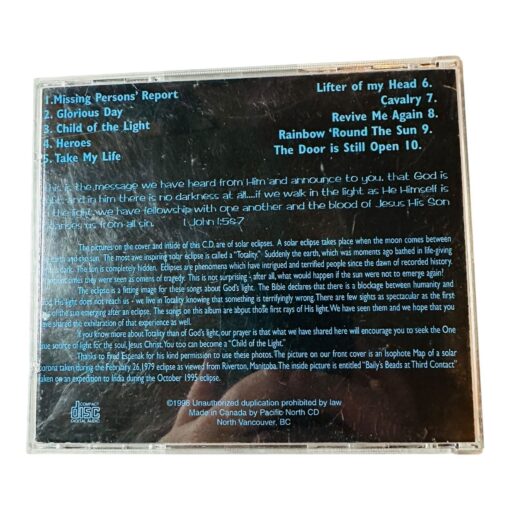 1.Missing Persons' Report
2. Glorious Day
3. Child of the Light
4. Heroes
5. Take My Life
Lifter of my Head 6.
Cavalry 7.
Revive Me Again 8.
Rainbow 'Round The Sun 9.
The Door is Still Open 10.
This is the message we have heard from Him and announce to you, that God is
light, and in him there is no darkness at all....if we walk in the light as He Himself is
in the light, we have fellowship with one another and the blood of Jesus His Son
cleanses us from all sin. I John 1:5&7
The pictures on the cover and inside of this C.D. are of solar eclipses. A solar eclipse takes place when the moon comes between
earth and the sun. The most awe inspiring solar eclipse is called a "Totality." Suddenly the earth, which was moments ago bathed in life-giving
dark. The sun is completely hidden. Eclipses are phenomena which have intrigued and terrified people since the dawn of recorded history.
times they were seen as omens of tragedy. - after all, what would happen if the sun were not to emerge again?
The eclipse is a litting image for these songs about God's light. The Bible declares that there is a blockage between humanity and
God. His light does not reach us - we live in Totality knowing that something is terrifyingly wrong. There are few sights as spectacular as the first
rays of the sun emerging after an eclipse. The songs on this album are about those first rays of His light. We have seen them and we hope that you
have shared the exhilaration of that experience as well.
If you know more about Totality than of God's light, our prayer is that what we have shared here will encourage you to seek the One
true source of light for the soul, Jesus Christ. You too can become a "Child of the Light."
Thanks to Fred Espenak for his kind permission to use these photos. The picture on our front cover is an Isophote Map of a solar
corona taken during the February 26,1979 eclipse as viewed from Riverton, Manitoba. The inside picture is entitled "Baily's Beads at Third Contact"
taken on an expedition to India during the October 1995 eclipse.
COMPACT
disc
DIGITAL AUDIO
©1996 Unauthorized duplication prohibited by law
Made in Canada by Pacific North CD
North Vancouver, BC